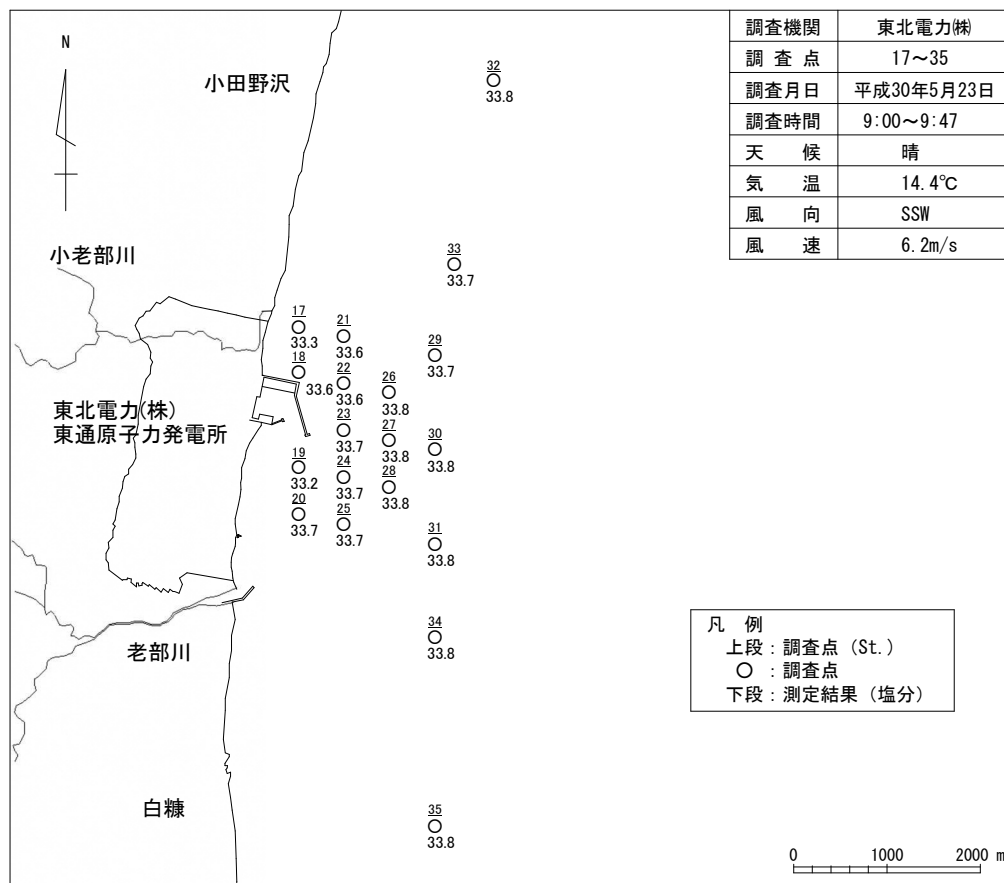 調査機関 東北電力㈱
調査点 17～35
調査月日 平成30年5月23日
調査時間 9:00～9:47
天候 晴
気温 14.4℃
風向 SSW
風速 6.2m/s
N
小田野沢
32
33.8
小老部川
33
33.7
17
33.3
21
33.6
29
33.7
18
33.6
22
33.6
26
33.8
東北電力(株)
東通原子力発電所
23
33.7
27
33.8
30
33.8
19
33.2
24
33.7
28
33.8
20
33.7
25
33.7
31
33.8
34
33.8
老部川
凡 例
上段：調査点（St.）
○ ：調査点
下段：測定結果（塩分）
白糠
35
33.8
0 1000 2000 m